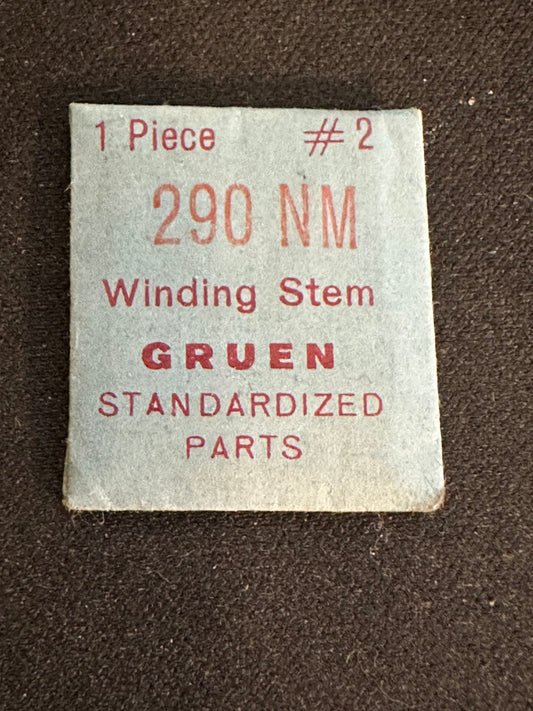 1 Piece #2
290 NM
Winding Stem
GRUEN
STANDARDIZED
PARTS